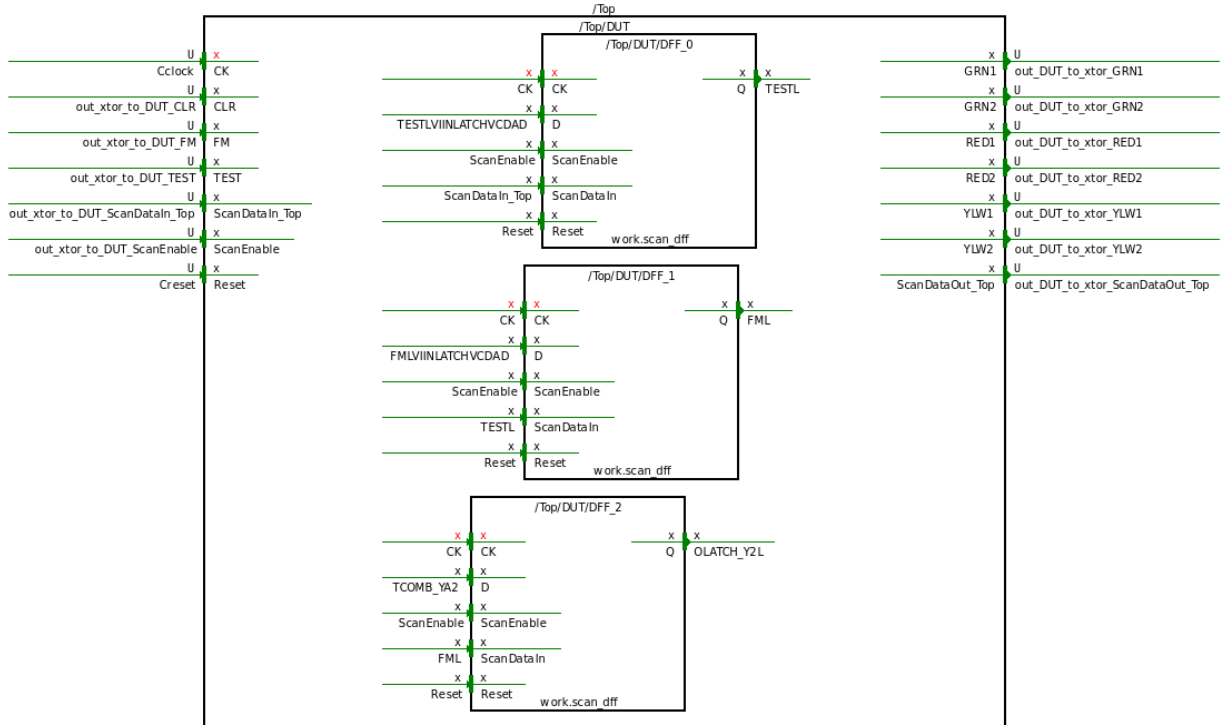 /Top
/Top/DUT
U x
Cclock CK
U x
out_xtor_to_DUT_CLR CLR
U x
out_xtor_to_DUT_FM FM
U x
out_xtor_to_DUT_TEST TEST
U x
out_xtor_to_DUT_ScanDataIn_Top ScanDataIn_Top
U x
out_xtor_to_DUT_ScanEnable ScanEnable
U x
Creset Reset
/Top/DUT/DFF_0
x x
CK CK
x x
TESTLVIINLATCHVCDAD D
x x
ScanEnable ScanEnable
x x
ScanDataIn_Top ScanDataIn
x x
Reset Reset
x x
Q TESTL
work.scan_dff
/Top/DUT/DFF_1
x x
CK CK
x x
FMLVIINLATCHVCDAD D
x x
ScanEnable ScanEnable
x x
TESTL ScanDataIn
x x
Reset Reset
x x
Q FML
work.scan_dff
/Top/DUT/DFF_2
x x
CK CK
x x
TCOMB_YA2 D
x x
ScanEnable ScanEnable
x x
FML ScanDataIn
x x
Reset Reset
x x
Q OLATCH_Y2L
work.scan_dff
x U
GRN1 out_DUT_to_xtor_GRN1
x U
GRN2 out_DUT_to_xtor_GRN2
x U
RED1 out_DUT_to_xtor_RED1
x U
RED2 out_DUT_to_xtor_RED2
x U
YLW1 out_DUT_to_xtor_YLW1
x U
YLW2 out_DUT_to_xtor_YLW2
x U
ScanDataOut_Top out_DUT_to_xtor_ScanDataOut_Top